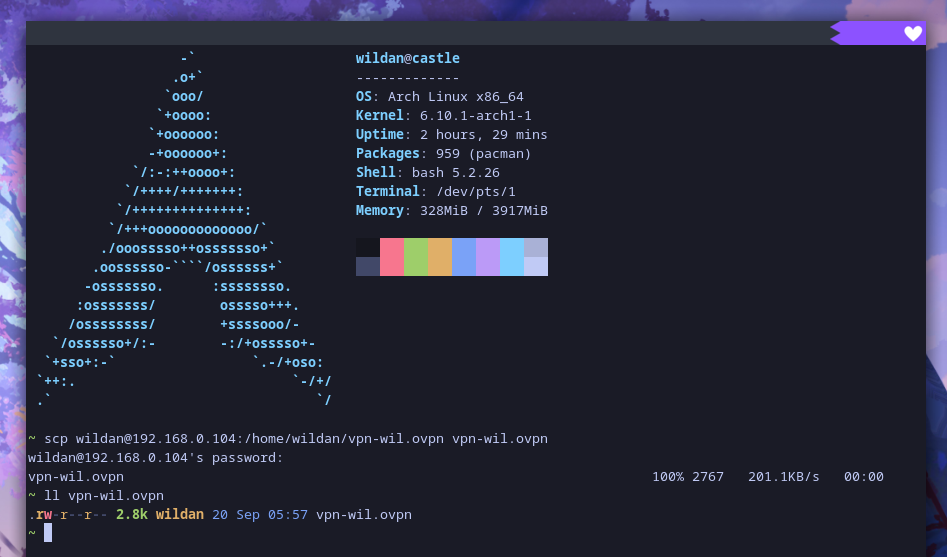 -`
.o+`
`ooo/
`+oooo:
`+oooooo:
-+oooooo+:
`/:-:++oooo+:
`/++++/+++++++:
`/++++++++++++++:
`/+++ooooooooooooo/`
./ooosssso++osssssso+`
.oossssso-````/ossssss+`
-osssssso. :ssssssso.
:osssssss/ osssso+++.
/ossssssss/ +ssssooo/-
`/ossssso+/:- -:/+osssso+-
`+sso+:-` `.-/+oso:
`++:. `-/+/
.` `/
wildan@castle
-------------
OS: Arch Linux x86_64
Kernel: 6.10.1-arch1-1
Uptime: 2 hours, 29 mins
Packages: 959 (pacman)
Shell: bash 5.2.26
Terminal: /dev/pts/1
Memory: 328MiB / 3917MiB
~ scp wildan@192.168.0.104:/home/wildan/vpn-wil.ovpn vpn-wil.ovpn
wildan@192.168.0.104's password:
vpn-wil.ovpn 100% 2767 201.1KB/s 00:00
~ ll vpn-wil.ovpn
.rw-r--r-- 2.8k wildan 20 Sep 05:57 vpn-wil.ovpn
~